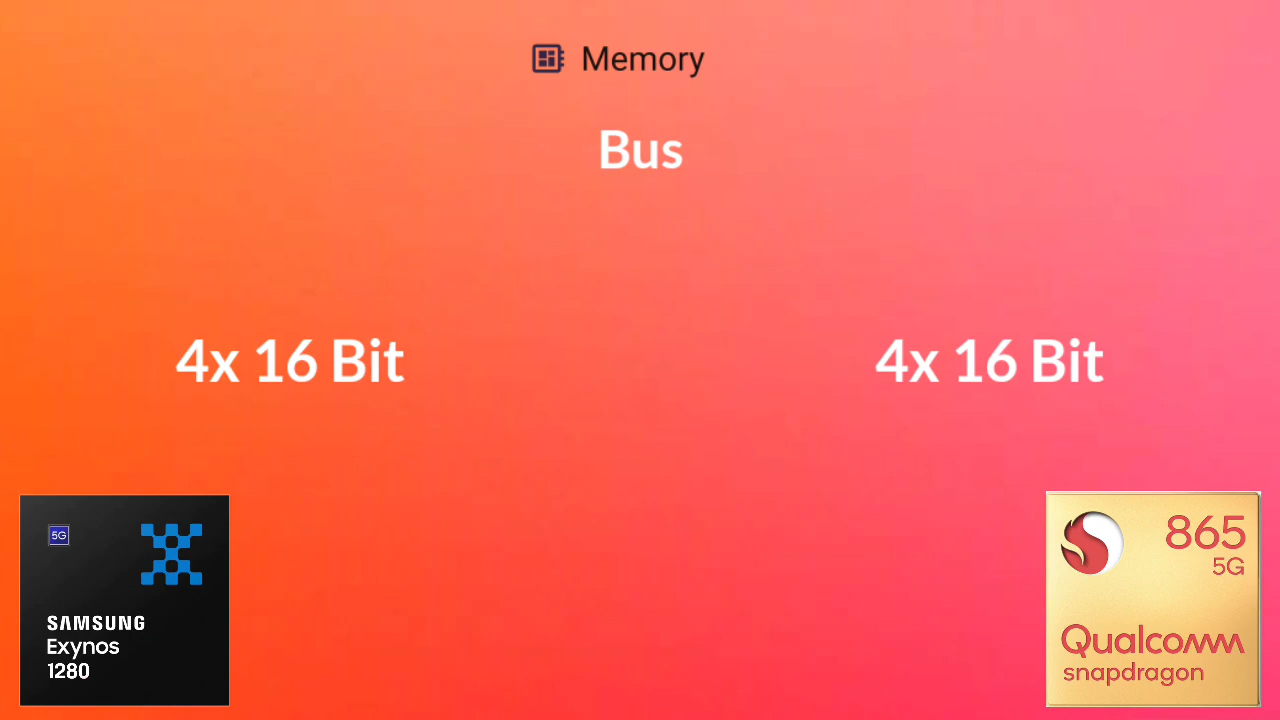 Memory
Bus
4x 16 Bit
4x 16 Bit
5G
SAMSUNG
Exynos
1280
865
5G
Qualcomm
snapdragon